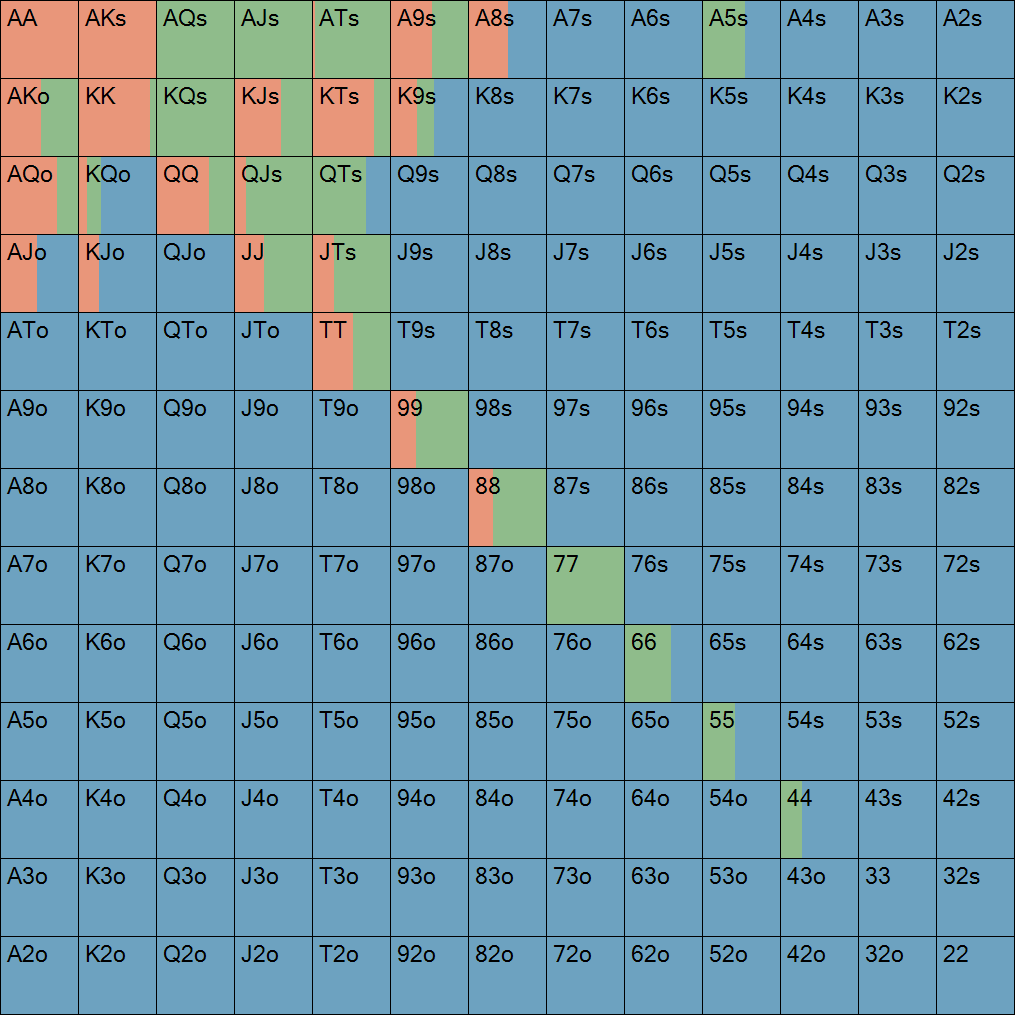 AA AKs AQs AJs ATs A9s A8s A7s A6s A5s A4s A3s A2s
AKo KK KQs KJs KTs K9s K8s K7s K6s K5s K4s K3s K2s
AQo KQo QQ QJs QTs Q9s Q8s Q7s Q6s Q5s Q4s Q3s Q2s
AJo KJo QJo JJ JTs J9s J8s J7s J6s J5s J4s J3s J2s
ATo KTo QTo JTo TT T9s T8s T7s T6s T5s T4s T3s T2s
A9o K9o Q9o J9o T9o 99 98s 97s 96s 95s 94s 93s 92s
A8o K8o Q8o J8o T8o 98o 88 87s 86s 85s 84s 83s 82s
A7o K7o Q7o J7o T7o 97o 87o 77 76s 75s 74s 73s 72s
A6o K6o Q6o J6o T6o 96o 86o 76o 66 65s 64s 63s 62s
A5o K5o Q5o J5o T5o 95o 85o 75o 65o 55 54s 53s 52s
A4o K4o Q4o J4o T4o 94o 84o 74o 64o 54o 44 43s 42s
A3o K3o Q3o J3o T3o 93o 83o 73o 63o 53o 43o 33 32s
A2o K2o Q2o J2o T2o 92o 82o 72o 62o 52o 42o 32o 22